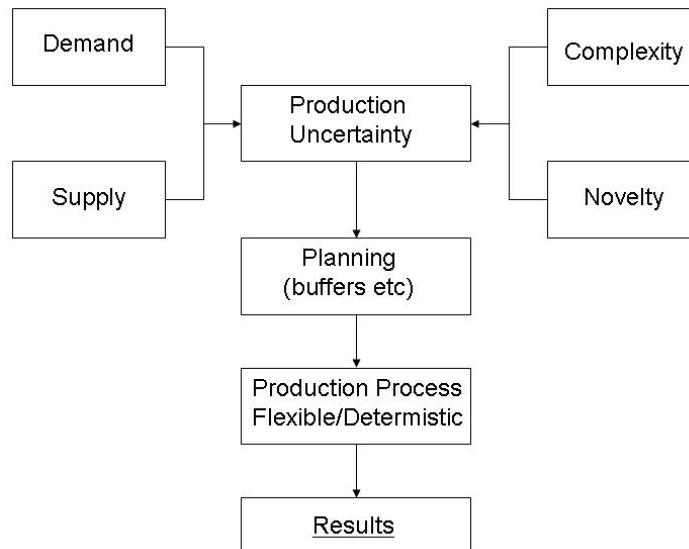 Demand
Complexity
Production
Uncertainty
Supply
Novelty
Planning
(buffers etc)
Production Process
Flexible/Determistic
Results